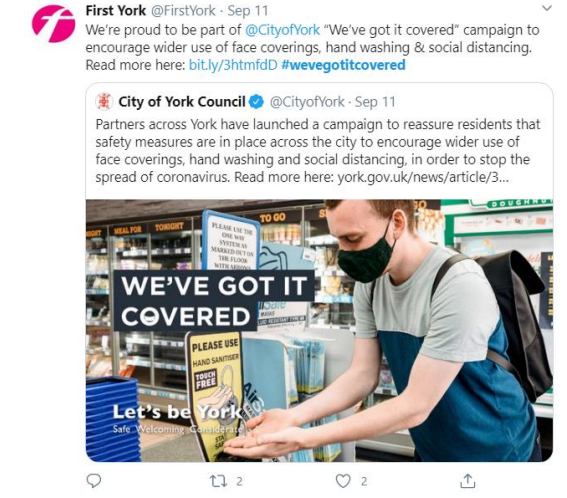 First York @FirstYork · Sep 11
We're proud to be part of @CityofYork "We've got it covered" campaign to
encourage wider use of face coverings, hand washing & social distancing.
Read more here: bit.ly/3htmfdD #wevegotitcovered
City of York Council @CityofYork · Sep 11
Partners across York have launched a campaign to reassure residents that
safety measures are in place across the city to encourage wider use of
face coverings, hand washing and social distancing, in order to stop the
spread of coronavirus. Read more here: york.gov.uk/news/article/3...
MEAL FOR TONIGHT
TO GO
DOUGHNUT
PLEASE USE THE
ONE WAY
SYSTEM AS
MARKED OUT ON
THE FLOOR
WITH ARROWS
WE'VE GOT IT
COVERED
MASKS
PLEASE USE
HAND SANITISER
TOUCH
FREE
Let's be York
Safe Welcoming Considerate
2
2